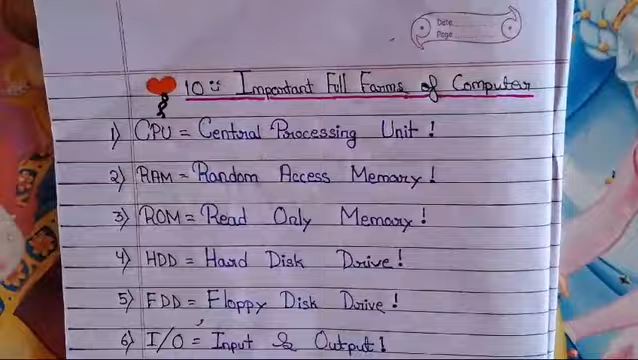 Date
Page
10 Important Full Farms of Computer
1) CPU = Central Processing Unit !
2) RAM = Random Access Memory !
3) ROM = Read Only Memory !
4) HDD = Hard Disk Drive !
5) FDD = Floppy Disk Drive !
6) I/O = Input & Output !